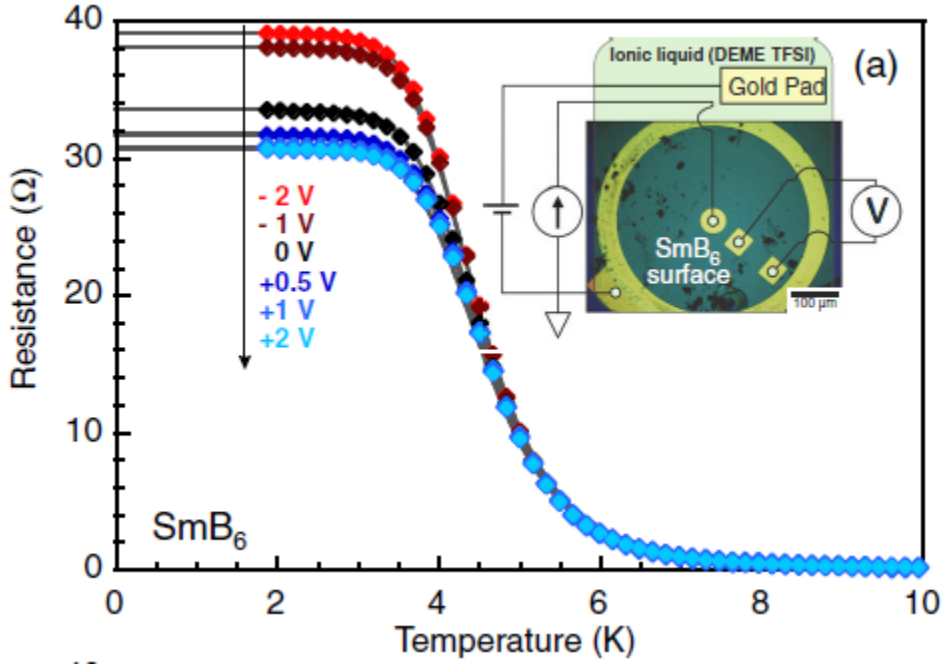 40
30
20
10
0
Resistance (Ω)
- 2 V
- 1 V
0 V
+0.5 V
+1 V
+2 V
SmB6
Ionic liquid (DEME TFSI)
Gold Pad
(a)
V
SmB6
surface
100 μm
0 2 4 6 8 10
Temperature (K)